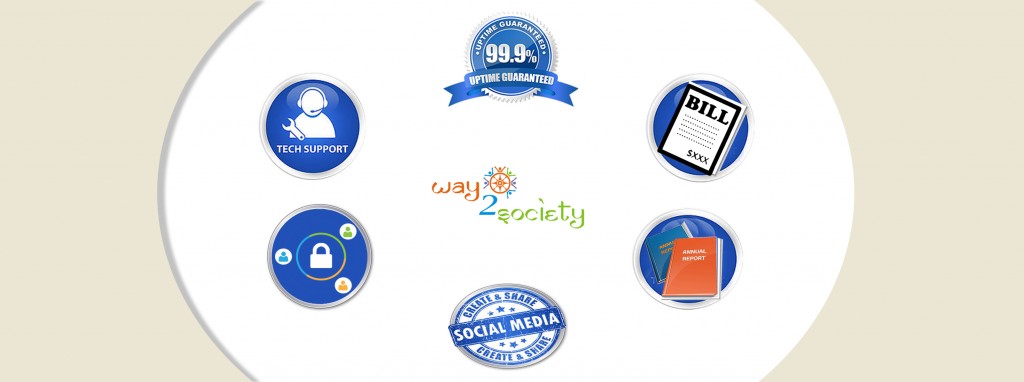 UPTIME GUARANTEED
99.9%
UPTIME GUARANTEED
TECH SUPPORT
BILL
$XXX
way
2society
ANNUAL
REPORT
CREATE & SHARE
SOCIAL MEDIA
CREATE & SHARE